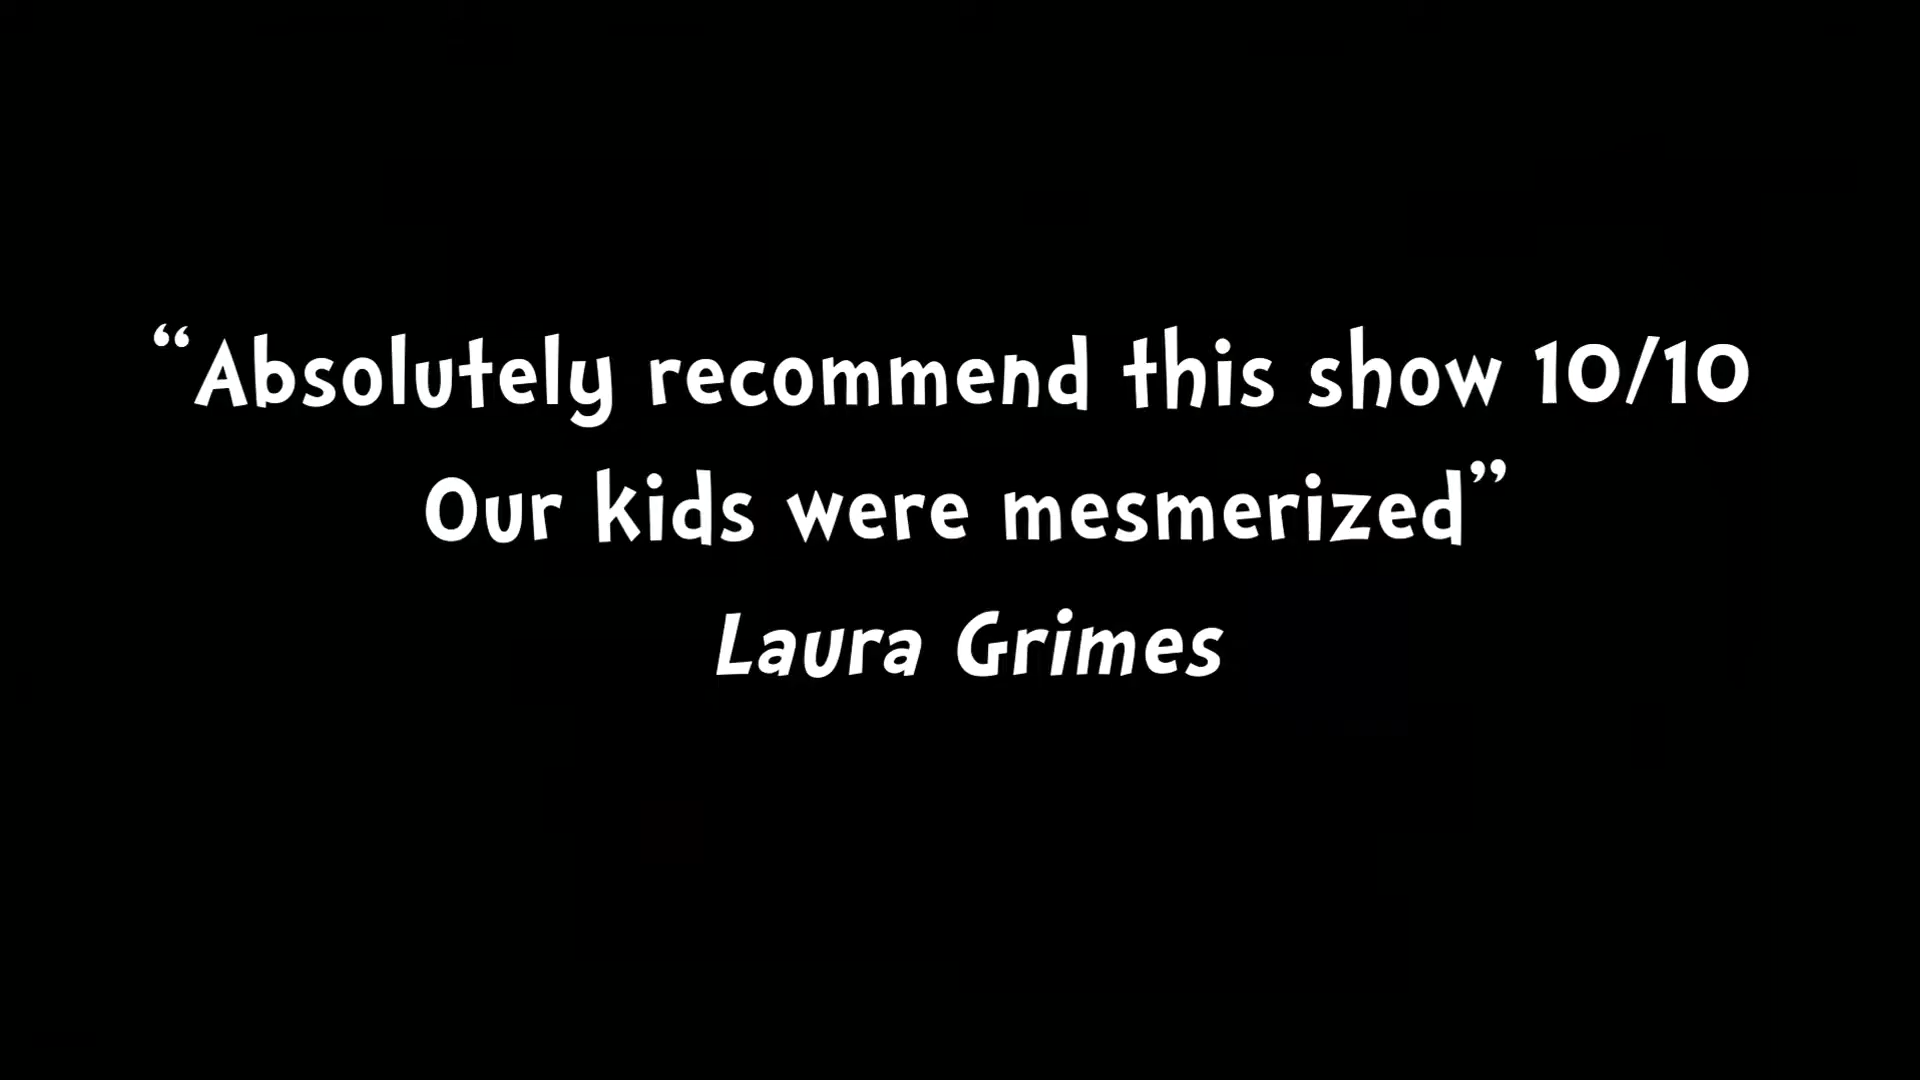 “Absolutely recommend this show 10/10
Our kids were mesmerized”
Laura Grimes